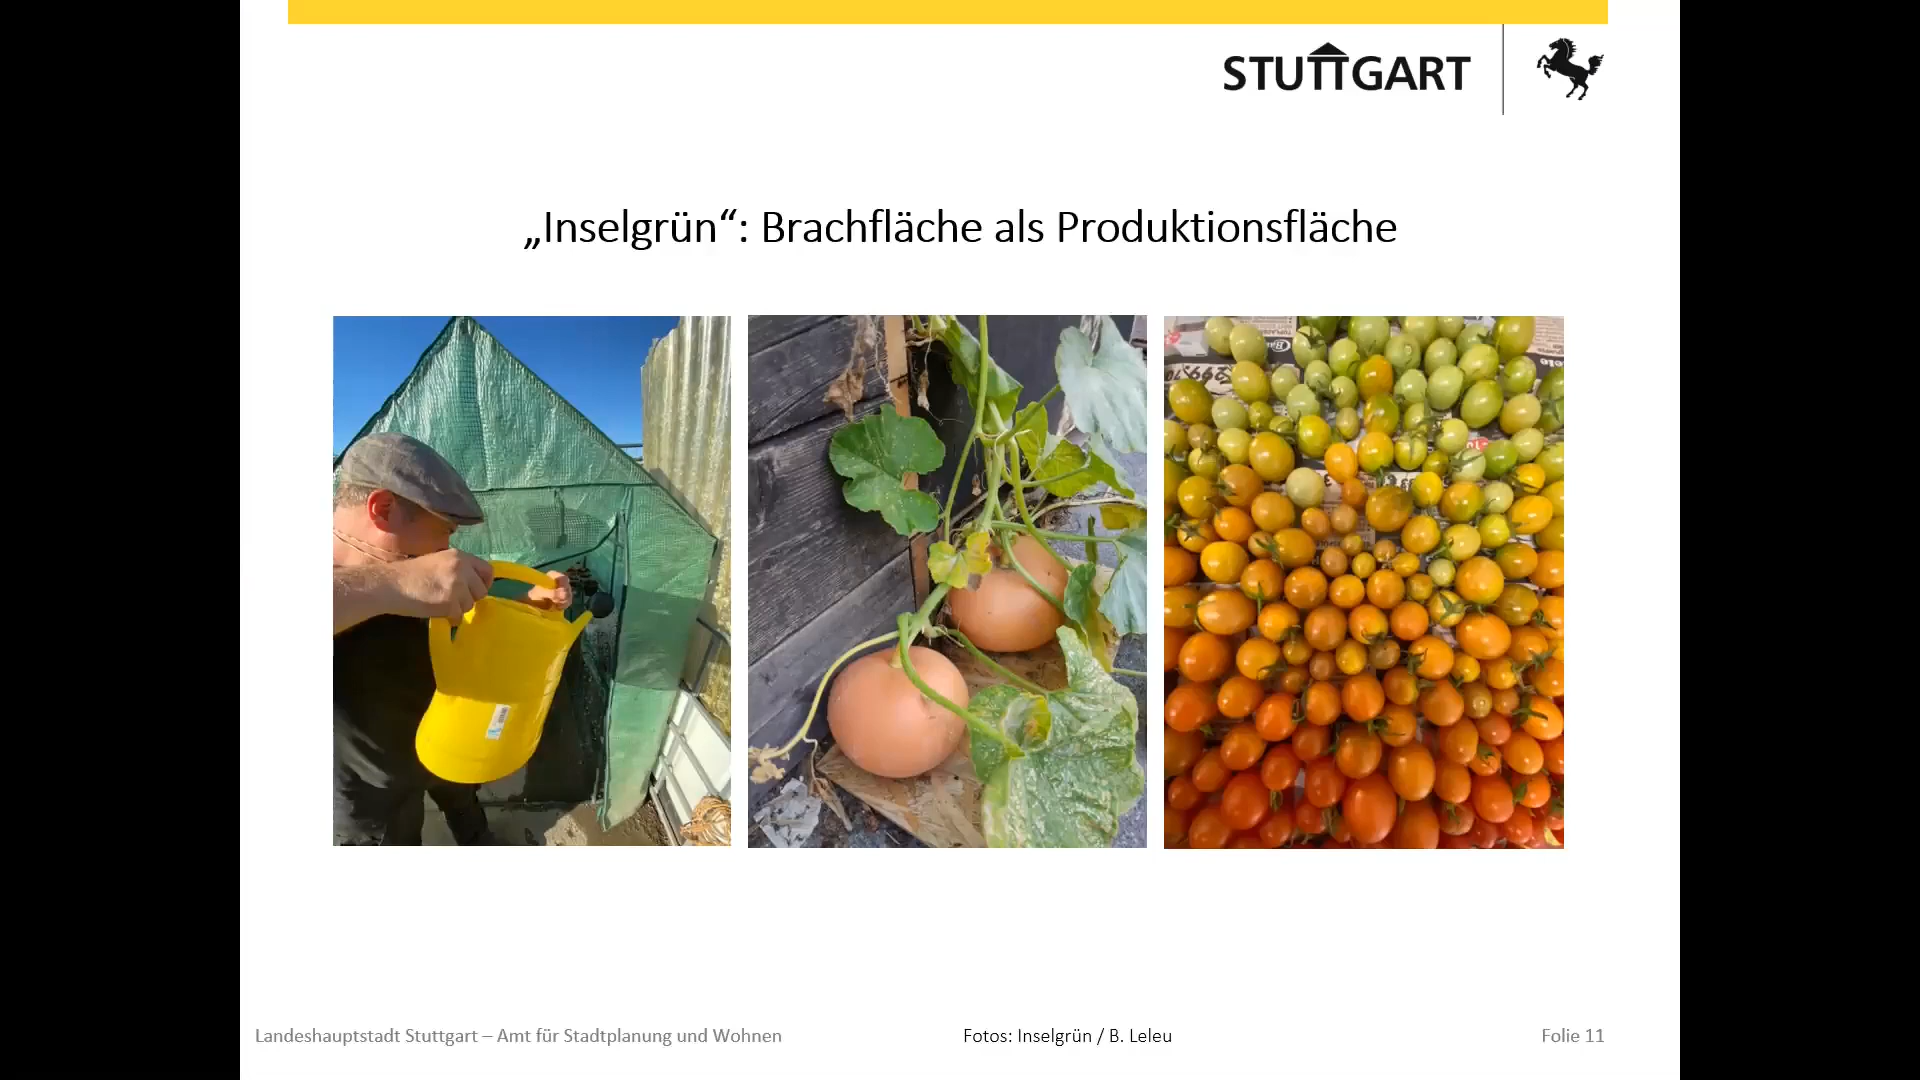 STUTTGART
„Inselgrün“: Brachfläche als Produktionsfläche
Landeshauptstadt Stuttgart – Amt für Stadtplanung und Wohnen
Fotos: Inselgrün / B. Leleu
Folie 11